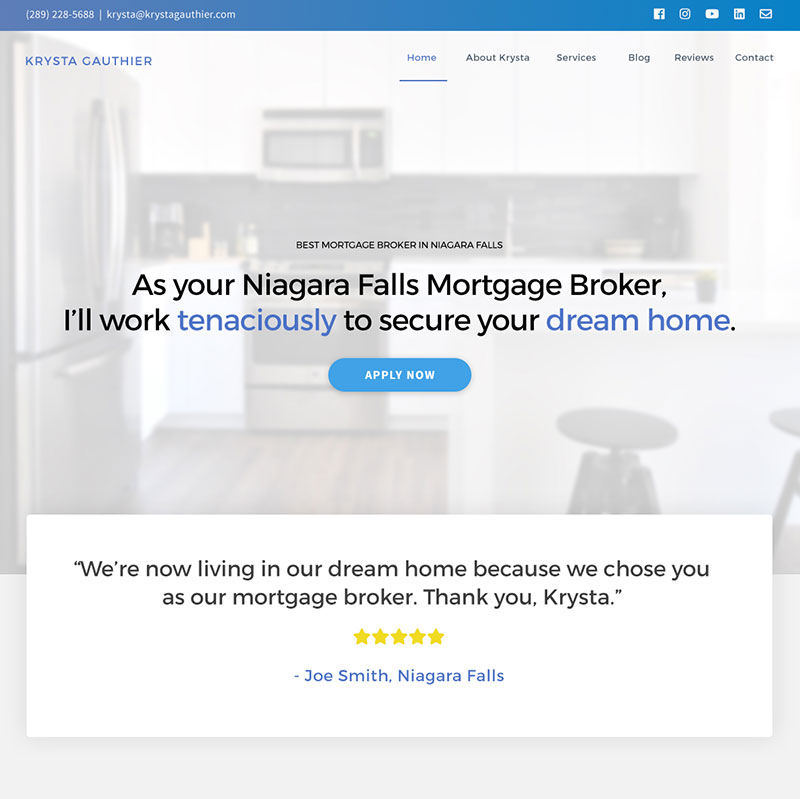 (289) 228-5688 | krysta@krystagauthier.com
KRYSTA GAUTHIER
Home About Krysta Services Blog Reviews Contact
BEST MORTGAGE BROKER IN NIAGARA FALLS
As your Niagara Falls Mortgage Broker,
I’ll work tenaciously to secure your dream home.
APPLY NOW
“We’re now living in our dream home because we chose you
as our mortgage broker. Thank you, Krysta.”
- Joe Smith, Niagara Falls